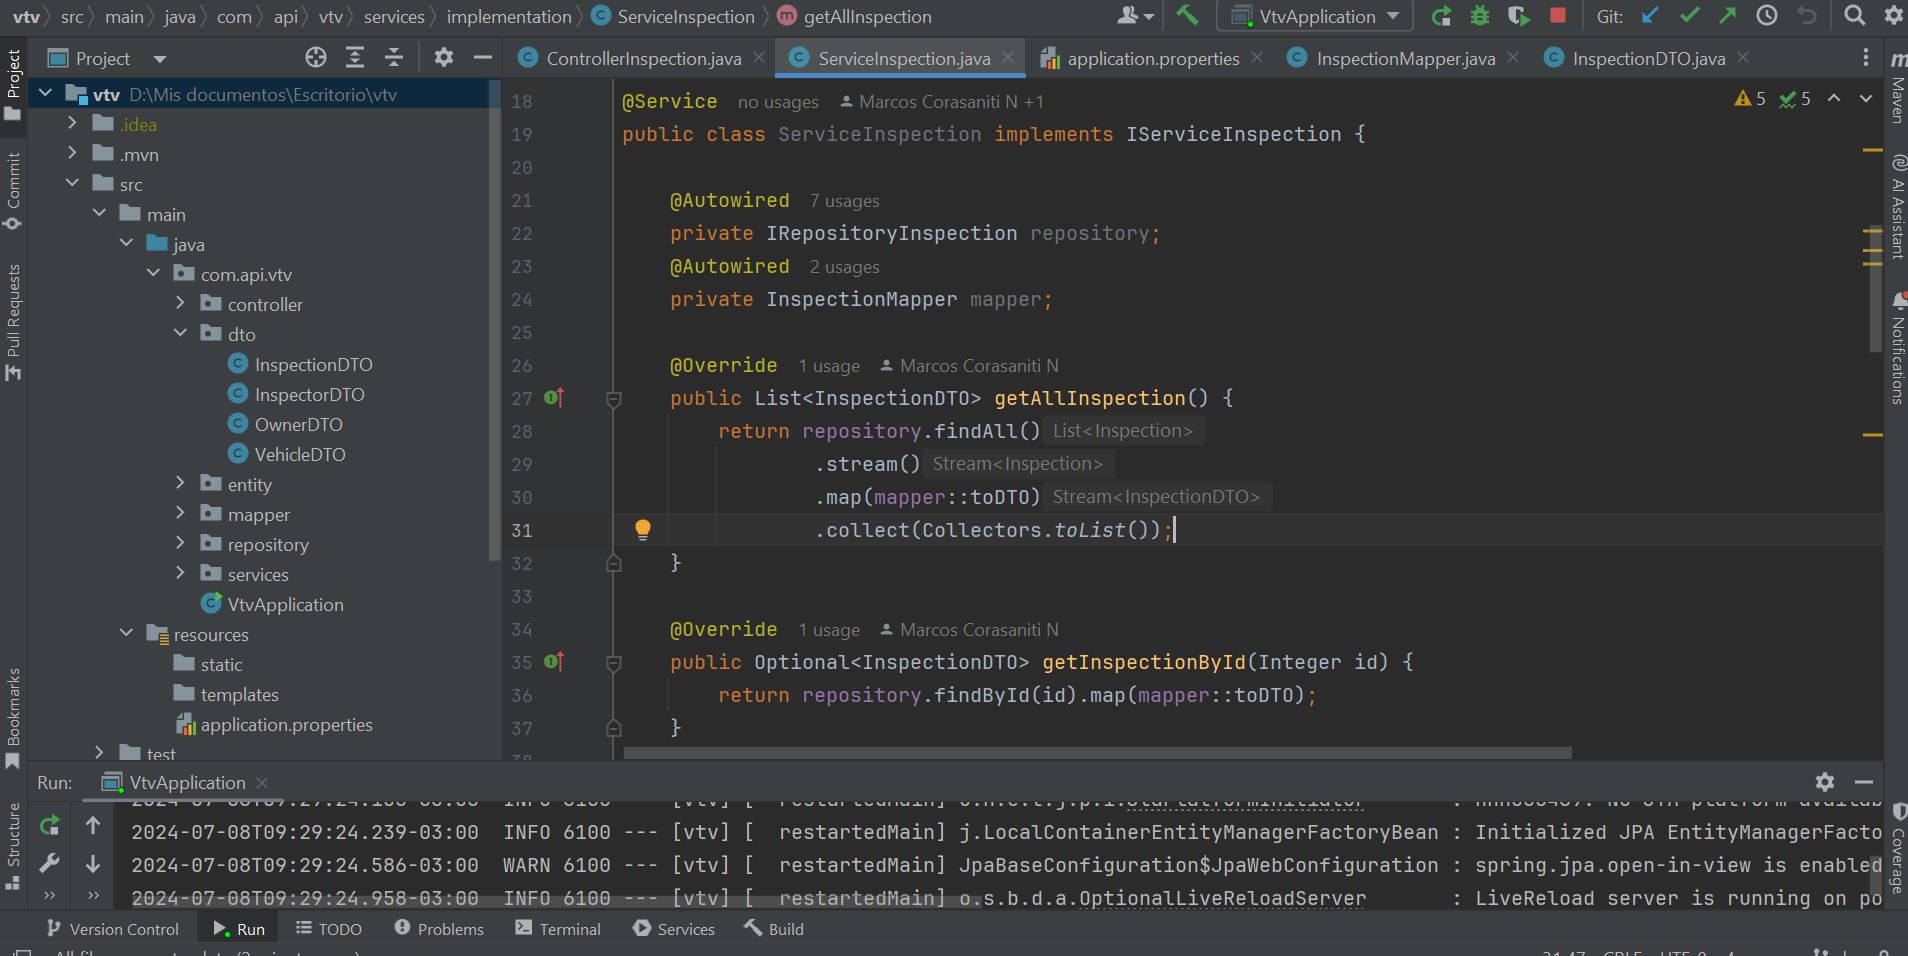 vtv src main java com api vtv services implementation ServiceInspection getAllInspection VtvApplication Git:
Project
ControllerInspection.java ServiceInspection.java application.properties InspectionMapper.java InspectionDTO.java
Project
Commit
Pull Requests
Bookmarks
Structure
vtv D:\Mis documentos\Escritorio\vtv
.idea
.mvn
src
main
java
com.api.vtv
controller
dto
InspectionDTO
InspectorDTO
OwnerDTO
VehicleDTO
entity
mapper
repository
services
VtvApplication
resources
static
templates
application.properties
test
5 5
18 @Service no usages Marcos Corasaniti N +1
19 public class ServiceInspection implements IServiceInspection {
20
21 @Autowired 7 usages
22 private IRepositoryInspection repository;
23 @Autowired 2 usages
24 private InspectionMapper mapper;
25
26 @Override 1 usage Marcos Corasaniti N
27 public List<InspectionDTO> getAllInspection() {
28 return repository.findAll() List<Inspection>
29 .stream() Stream<Inspection>
30 .map(mapper::toDTO) Stream<InspectionDTO>
31 .collect(Collectors.toList());
32 }
33
34 @Override 1 usage Marcos Corasaniti N
35 public Optional<InspectionDTO> getInspectionById(Integer id) {
36 return repository.findById(id).map(mapper::toDTO);
37 }
38
Maven
AI Assistant
Notifications
Coverage
Run: VtvApplication
2024-07-08T09:29:24.239-03:00 INFO 6100 --- [vtv] [ restartedMain] j.LocalContainerEntityManagerFactoryBean : Initialized JPA EntityManagerFacto
2024-07-08T09:29:24.586-03:00 WARN 6100 --- [vtv] [ restartedMain] JpaBaseConfiguration$JpaWebConfiguration : spring.jpa.open-in-view is enabled
2024-07-08T09:29:24.958-03:00 INFO 6100 --- [vtv] [ restartedMain] o.s.b.d.a.OptionalLiveReloadServer : LiveReload server is running on po
Version Control Run TODO Problems Terminal Services Build